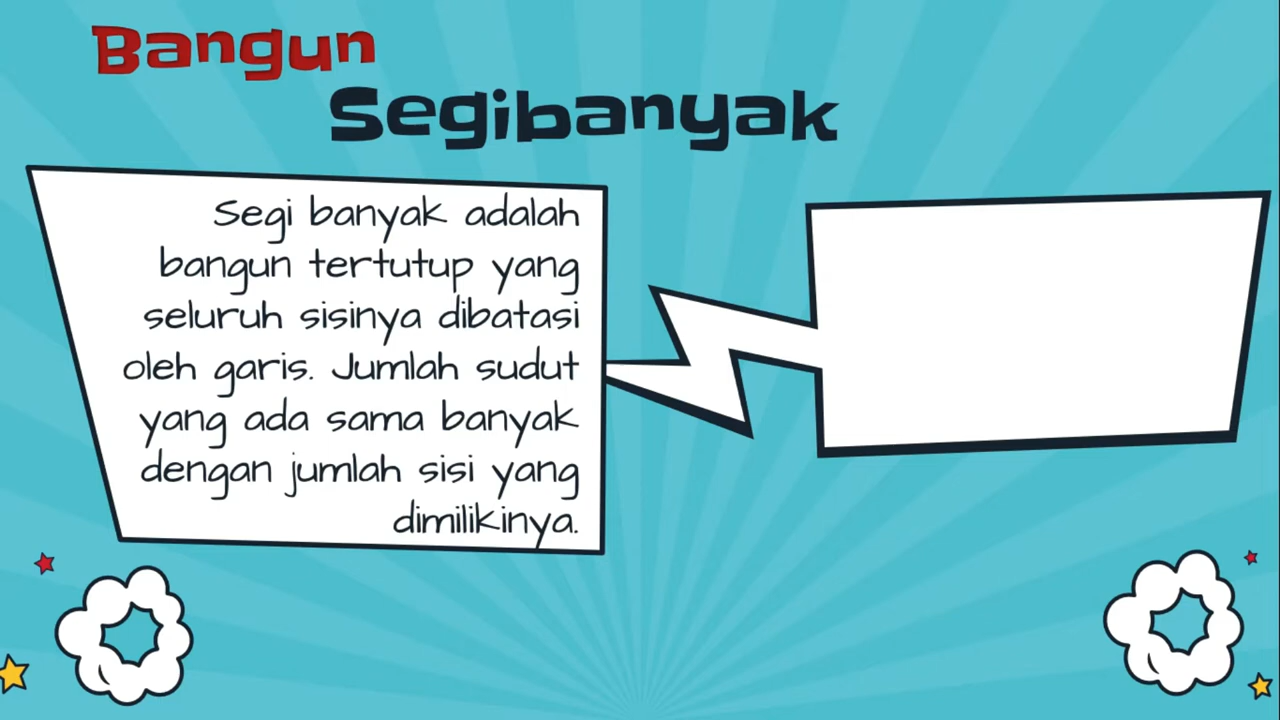 Bangun
Segibanyak
Segi banyak adalah
bangun tertutup yang
seluruh sisinya dibatasi
oleh garis. Jumlah sudut
yang ada sama banyak
dengan jumlah sisi yang
dimilikinya.